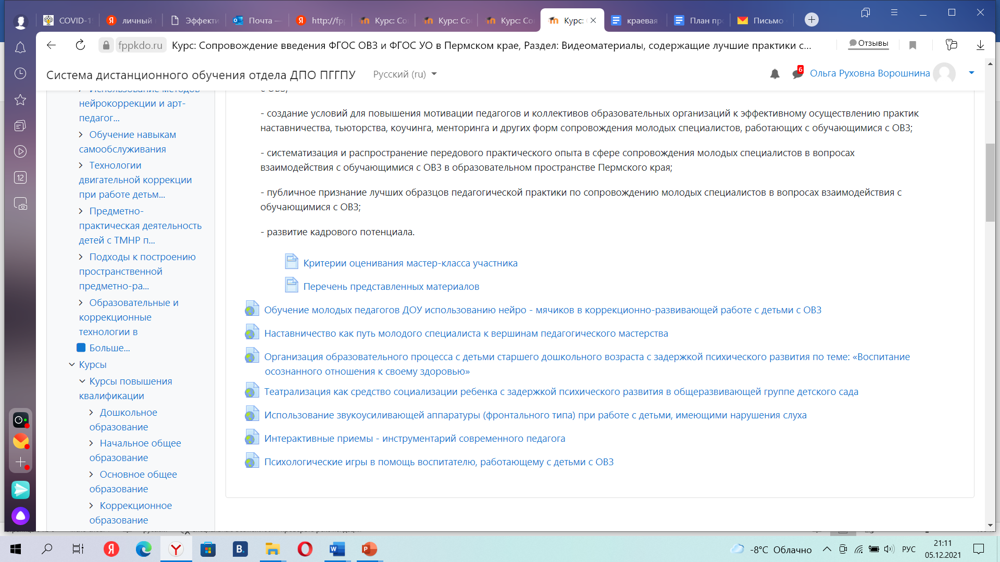 COVID-1
личный
Эффекти
Почта —
http://fpp
Курс: Со
Курс: Со
Курс: Со
Курс:
краевая
План пр
Письмо
fppkdo.ru
Курс: Сопровождение введения ФГОС ОВЗ и ФГОС УО в Пермском крае, Раздел: Видеоматериалы, содержащие лучшие практики с...
Отзывы
Система дистанционного обучения отдела ДПО ПГГПУ
Русский (ru)
6
Ольга Руховна Ворошнина
12
Использование методов
нейрокоррекции и арт-
педагог...
Обучение навыкам
самообслуживания
Технологии
двигательной коррекции
при работе детьм...
Предметно-
практическая деятельность
детей с ТМНР п...
Подходы к построению
пространственной
предметно-ра...
Образовательные и
коррекционные
технологии в
Больше...
Курсы
Курсы повышения
квалификации
Дошкольное
образование
Начальное общее
образование
Основное общее
образование
Коррекционное
образование
с ОВЗ;
- создание условий для повышения мотивации педагогов и коллективов образовательных организаций к эффективному осуществлению практик
наставничества, тьюторства, коучинга, менторинга и других форм сопровождения молодых специалистов, работающих с обучающимися с ОВЗ;
- систематизация и распространение передового практического опыта в сфере сопровождения молодых специалистов в вопросах
взаимодействия с обучающимися с ОВЗ в образовательном пространстве Пермского края;
- публичное признание лучших образцов педагогической практики по сопровождению молодых специалистов в вопросах взаимодействия с
обучающимися с ОВЗ;
- развитие кадрового потенциала.
Критерии оценивания мастер-класса участника
Перечень представленных материалов
Обучение молодых педагогов ДОУ использованию нейро - мячиков в коррекционно-развивающей работе с детьми с ОВЗ
Наставничество как путь молодого специалиста к вершинам педагогического мастерства
Организация образовательного процесса с детьми старшего дошкольного возраста с задержкой психического развития по теме: «Воспитание
осознанного отношения к своему здоровью»
Театрализация как средство социализации ребенка с задержкой психического развития в общеразвивающей группе детского сада
Использование звукоусиливающей аппаратуры (фронтального типа) при работе с детьми, имеющими нарушения слуха
Интерактивные приемы - инструментарий современного педагога
Психологические игры в помощь воспитателю, работающему с детьми с ОВЗ
-8°C Облачно
РУС
21:11
05.12.2021